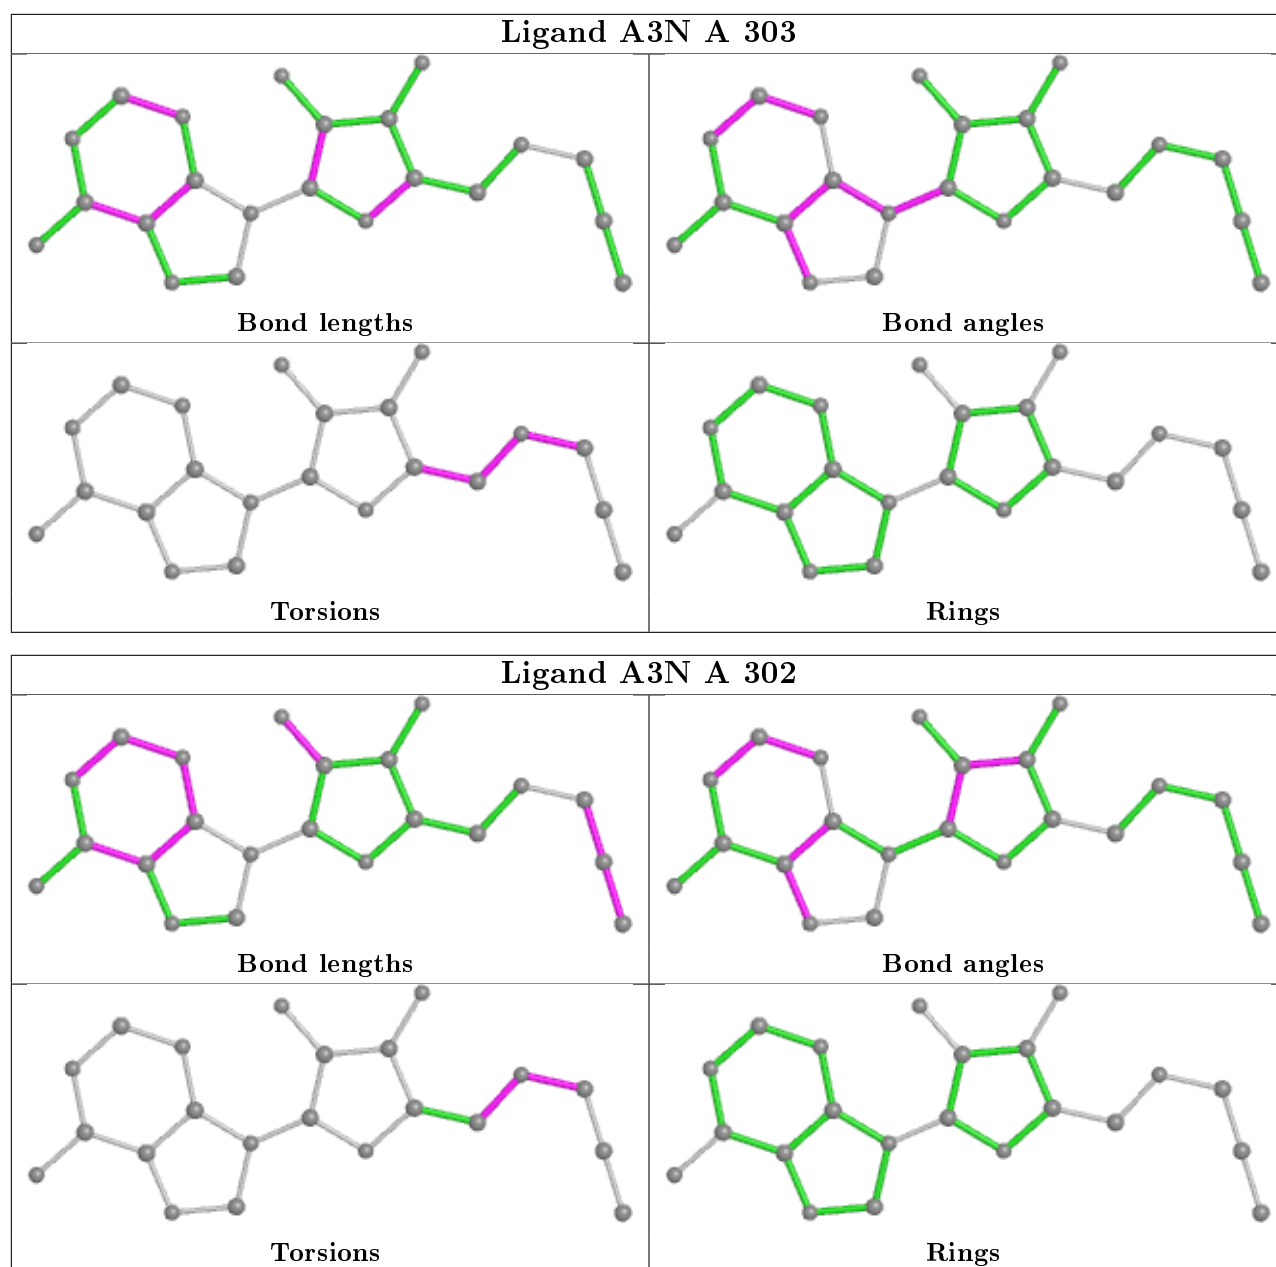 Ligand A3N A 303
Bond lengths
Bond angles
Torsions
Rings
Ligand A3N A 302
Bond lengths
Bond angles
Torsions
Rings